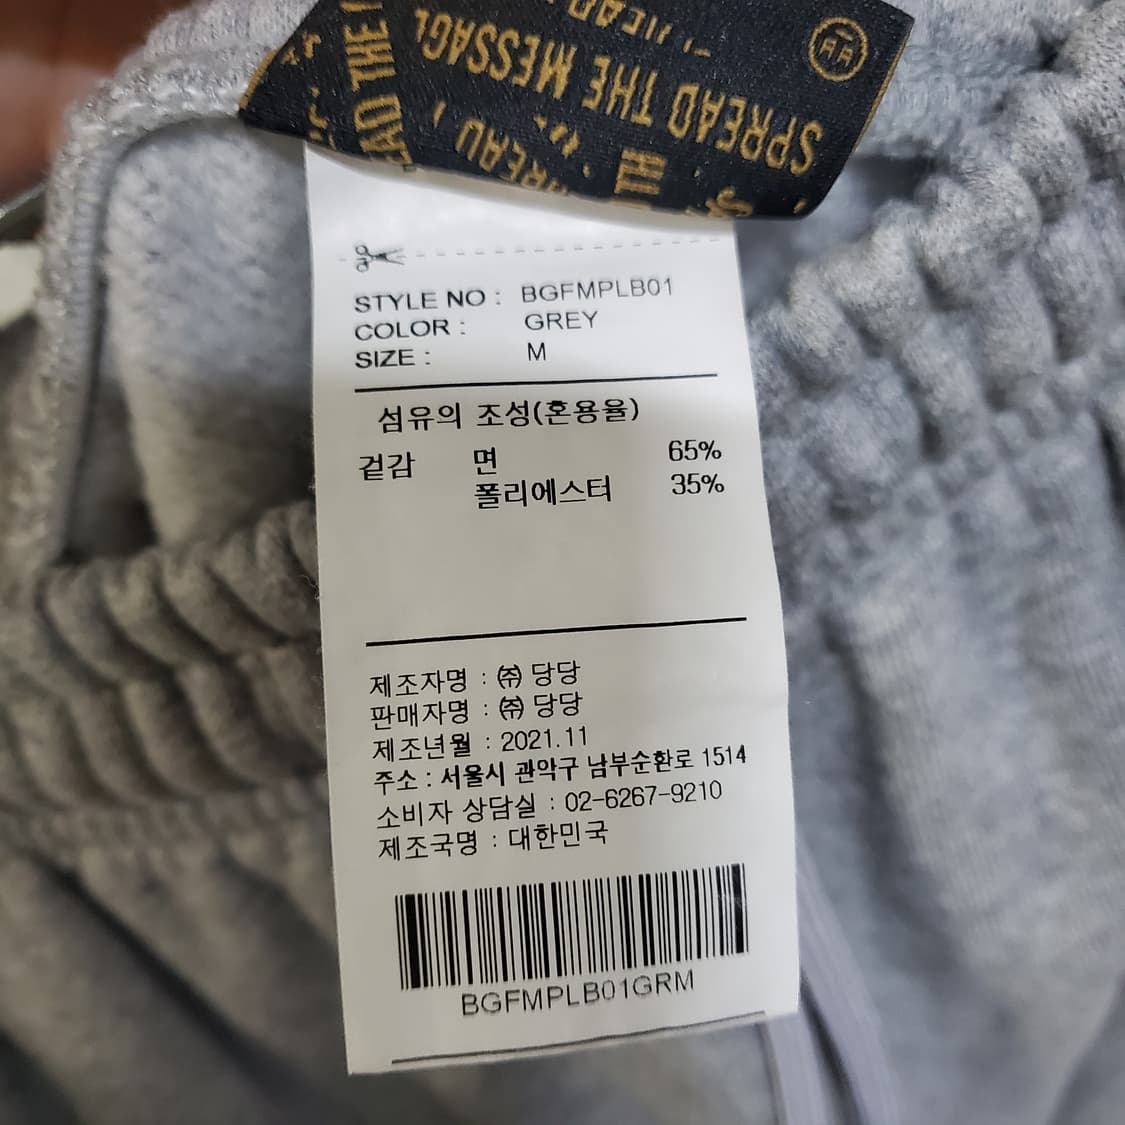 SPREAD THE MESSAGE
SPREAD THE MESSAG
STYLE NO : BGFMPLB01
COLOR : GREY
SIZE : M
섬유의 조성(혼용율)
겉감 면 65%
폴리에스터 35%
제조자명 : ㈜ 당당
판매자명 : ㈜ 당당
제조년월 : 2021.11
주소 : 서울시 관악구 남부순환로 1514
소비자 상담실 : 02-6267-9210
제조국명 : 대한민국
BGFMPLB01GRM